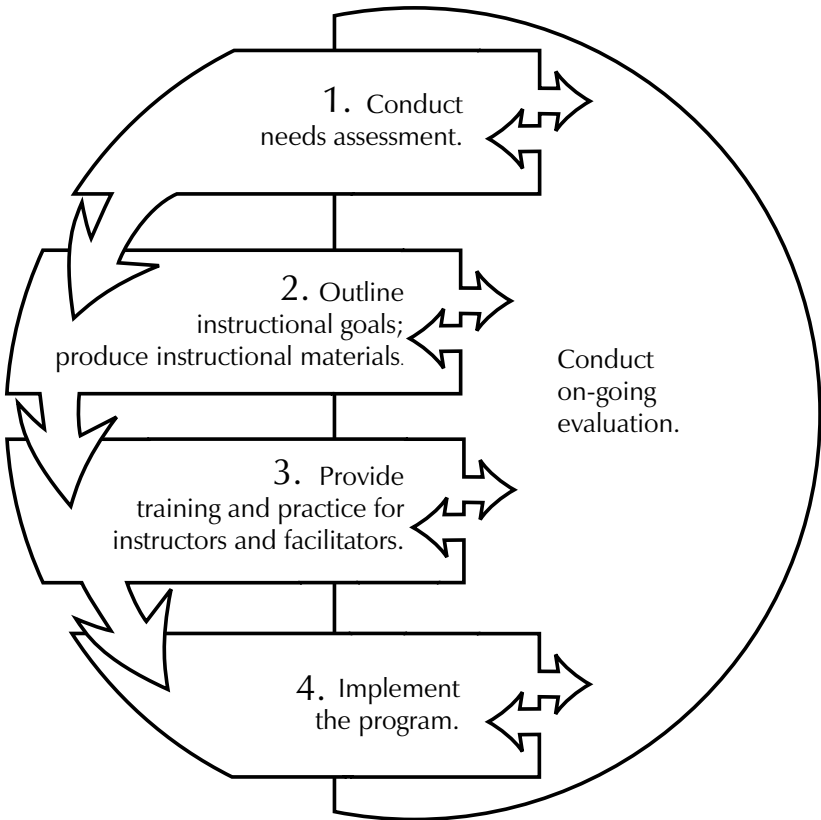 1. Conduct
needs assessment.
2. Outline
instructional goals;
produce instructional materials.
Conduct
on-going
evaluation.
3. Provide
training and practice for
instructors and facilitators.
4. Implement
the program.